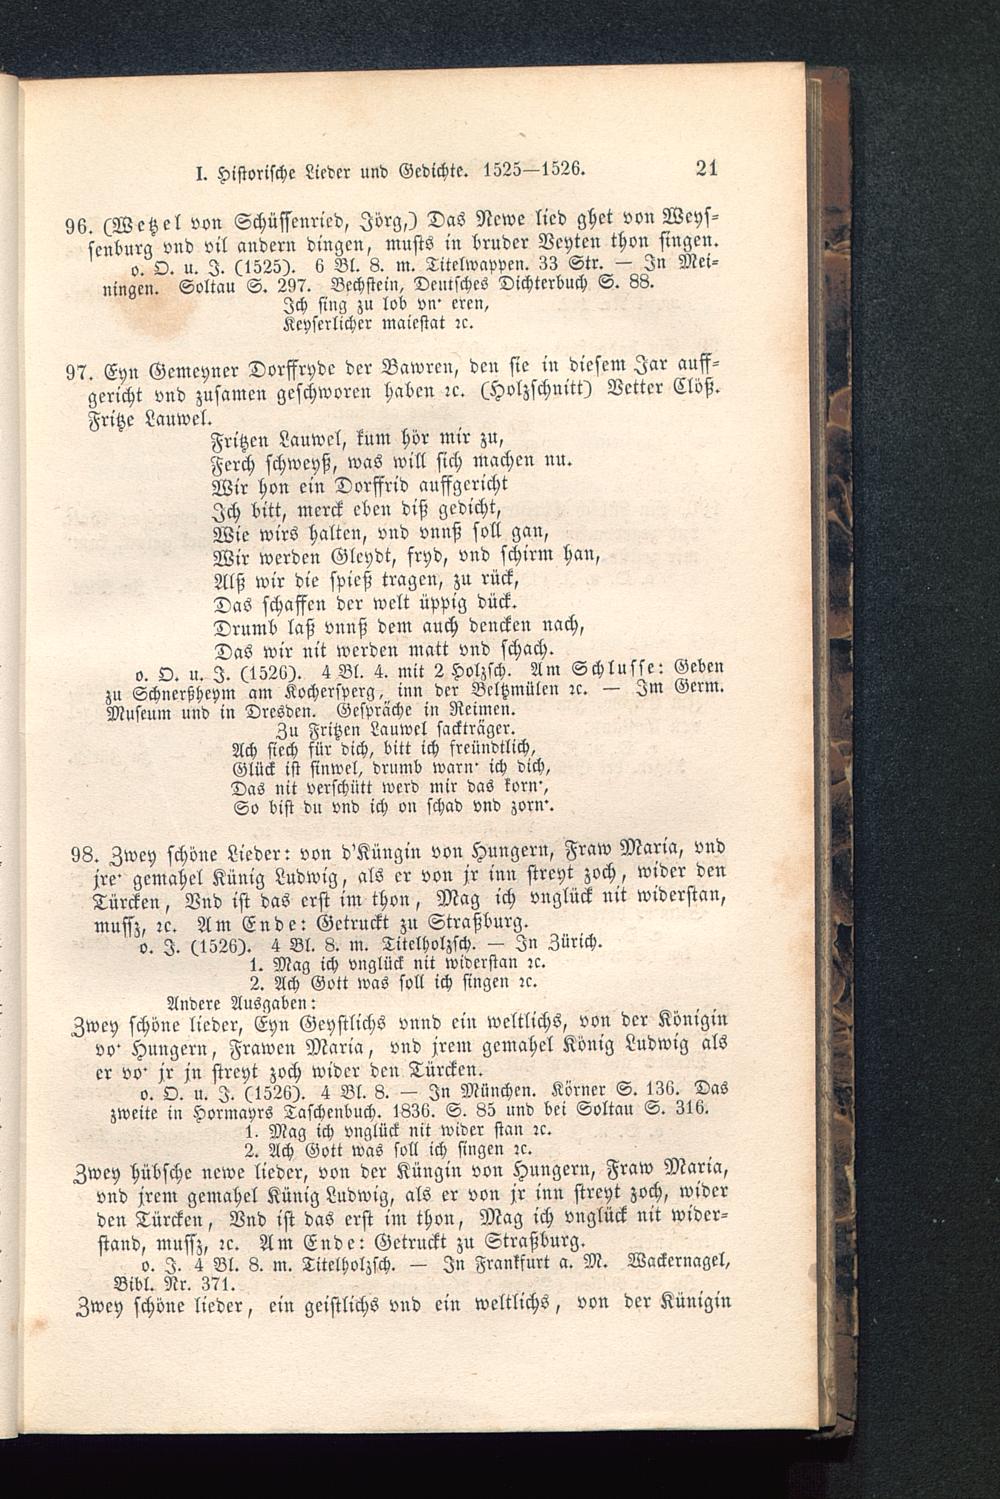 I. Historische Lieder und Gedichte. 1525—1526. 21
96. (Wetzel von Schüssenried, Jörg,) Das Newe lied ghet von Weys=
senburg vnd vil andern dingen, musts in bruder Veyten thon singen.
o. O. u. J. (1525). 6 Bl. 8. m. Titelwappen. 33 Str. — In Mei=
ningen. Soltau S. 297. Bechstein, Deutsches Dichterbuch S. 88.
Ich sing zu lob vn' eren,
Keyserlicher maiestat ꝛc.
97. Eyn Gemeyner Dorffryde der Bawren, den sie in diesem Jar auff=
gericht vnd zusamen geschworen haben ꝛc. (Holzschnitt) Vetter Clöß.
Fritze Lauwel.
Fritzen Lauwel, kum hör mir zu,
Ferch schweyß, was will sich machen nu.
Wir hon ein Dorffrid auffgericht
Ich bitt, merck eben diß gedicht,
Wie wirs halten, vnd vnnß soll gan,
Wir werden Gleydt, fryd, vnd schirm han,
Alß wir die spieß tragen, zu rück,
Das schaffen der welt üppig dück.
Drumb laß vnnß dem auch dencken nach,
Das wir nit werden matt vnd schach.
o. O. u. J. (1526). 4 Bl. 4. mit 2 Holzsch. Am Schlusse: Geben
zu Schnerßheym am Kochersperg, inn der Beltzmülen ꝛc. — Im Germ.
Museum und in Dresden. Gespräche in Reimen.
Zu Fritzen Lauwel sackträger.
Ach siech für dich, bitt ich freündtlich,
Glück ist sinwel, drumb warn' ich dich,
Das nit verschütt werd mir das korn',
So bist du vnd ich on schad vnd zorn'.
98. Zwey schöne Lieder: von d'Küngin von Hungern, Fraw Maria, vnd
jre' gemahel Künig Ludwig, als er von jr inn streyt zoch, wider den
Türcken, Vnd ist das erst im thon, Mag ich vnglück nit widerstan,
mussz, ꝛc. Am Ende: Getruckt zu Straßburg.
o. J. (1526). 4 Bl. 8. m. Titelholzsch. — In Zürich.
1. Mag ich vnglück nit widerstan ꝛc.
2. Ach Gott was soll ich singen ꝛc.
Andere Ausgaben:
Zwey schöne lieder, Eyn Geystlichs vnnd ein weltlichs, von der Königin
vo' Hungern, Frawen Maria, vnd jrem gemahel König Ludwig als
er vo' jr jn streyt zoch wider den Türcken.
o. O. u. J. (1526). 4 Bl. 8. — In München. Körner S. 136. Das
zweite in Hormayrs Taschenbuch. 1836. S. 85 und bei Soltau S. 316.
1. Mag ich vnglück nit wider stan ꝛc.
2. Ach Gott was soll ich singen ꝛc.
Zwey hübsche newe lieder, von der Küngin von Hungern, Fraw Maria,
vnd jrem gemahel Künig Ludwig, als er von jr inn streyt zoch, wider
den Türcken, Vnd ist das erst im thon, Mag ich vnglück nit wider=
stand, mussz, ꝛc. Am Ende: Getruckt zu Straßburg.
o. J. 4 Bl. 8. m. Titelholzsch. — In Frankfurt a. M. Wackernagel,
Bibl. Nr. 371.
Zwey schöne lieder, ein geistlichs vnd ein weltlichs, von der Künigin